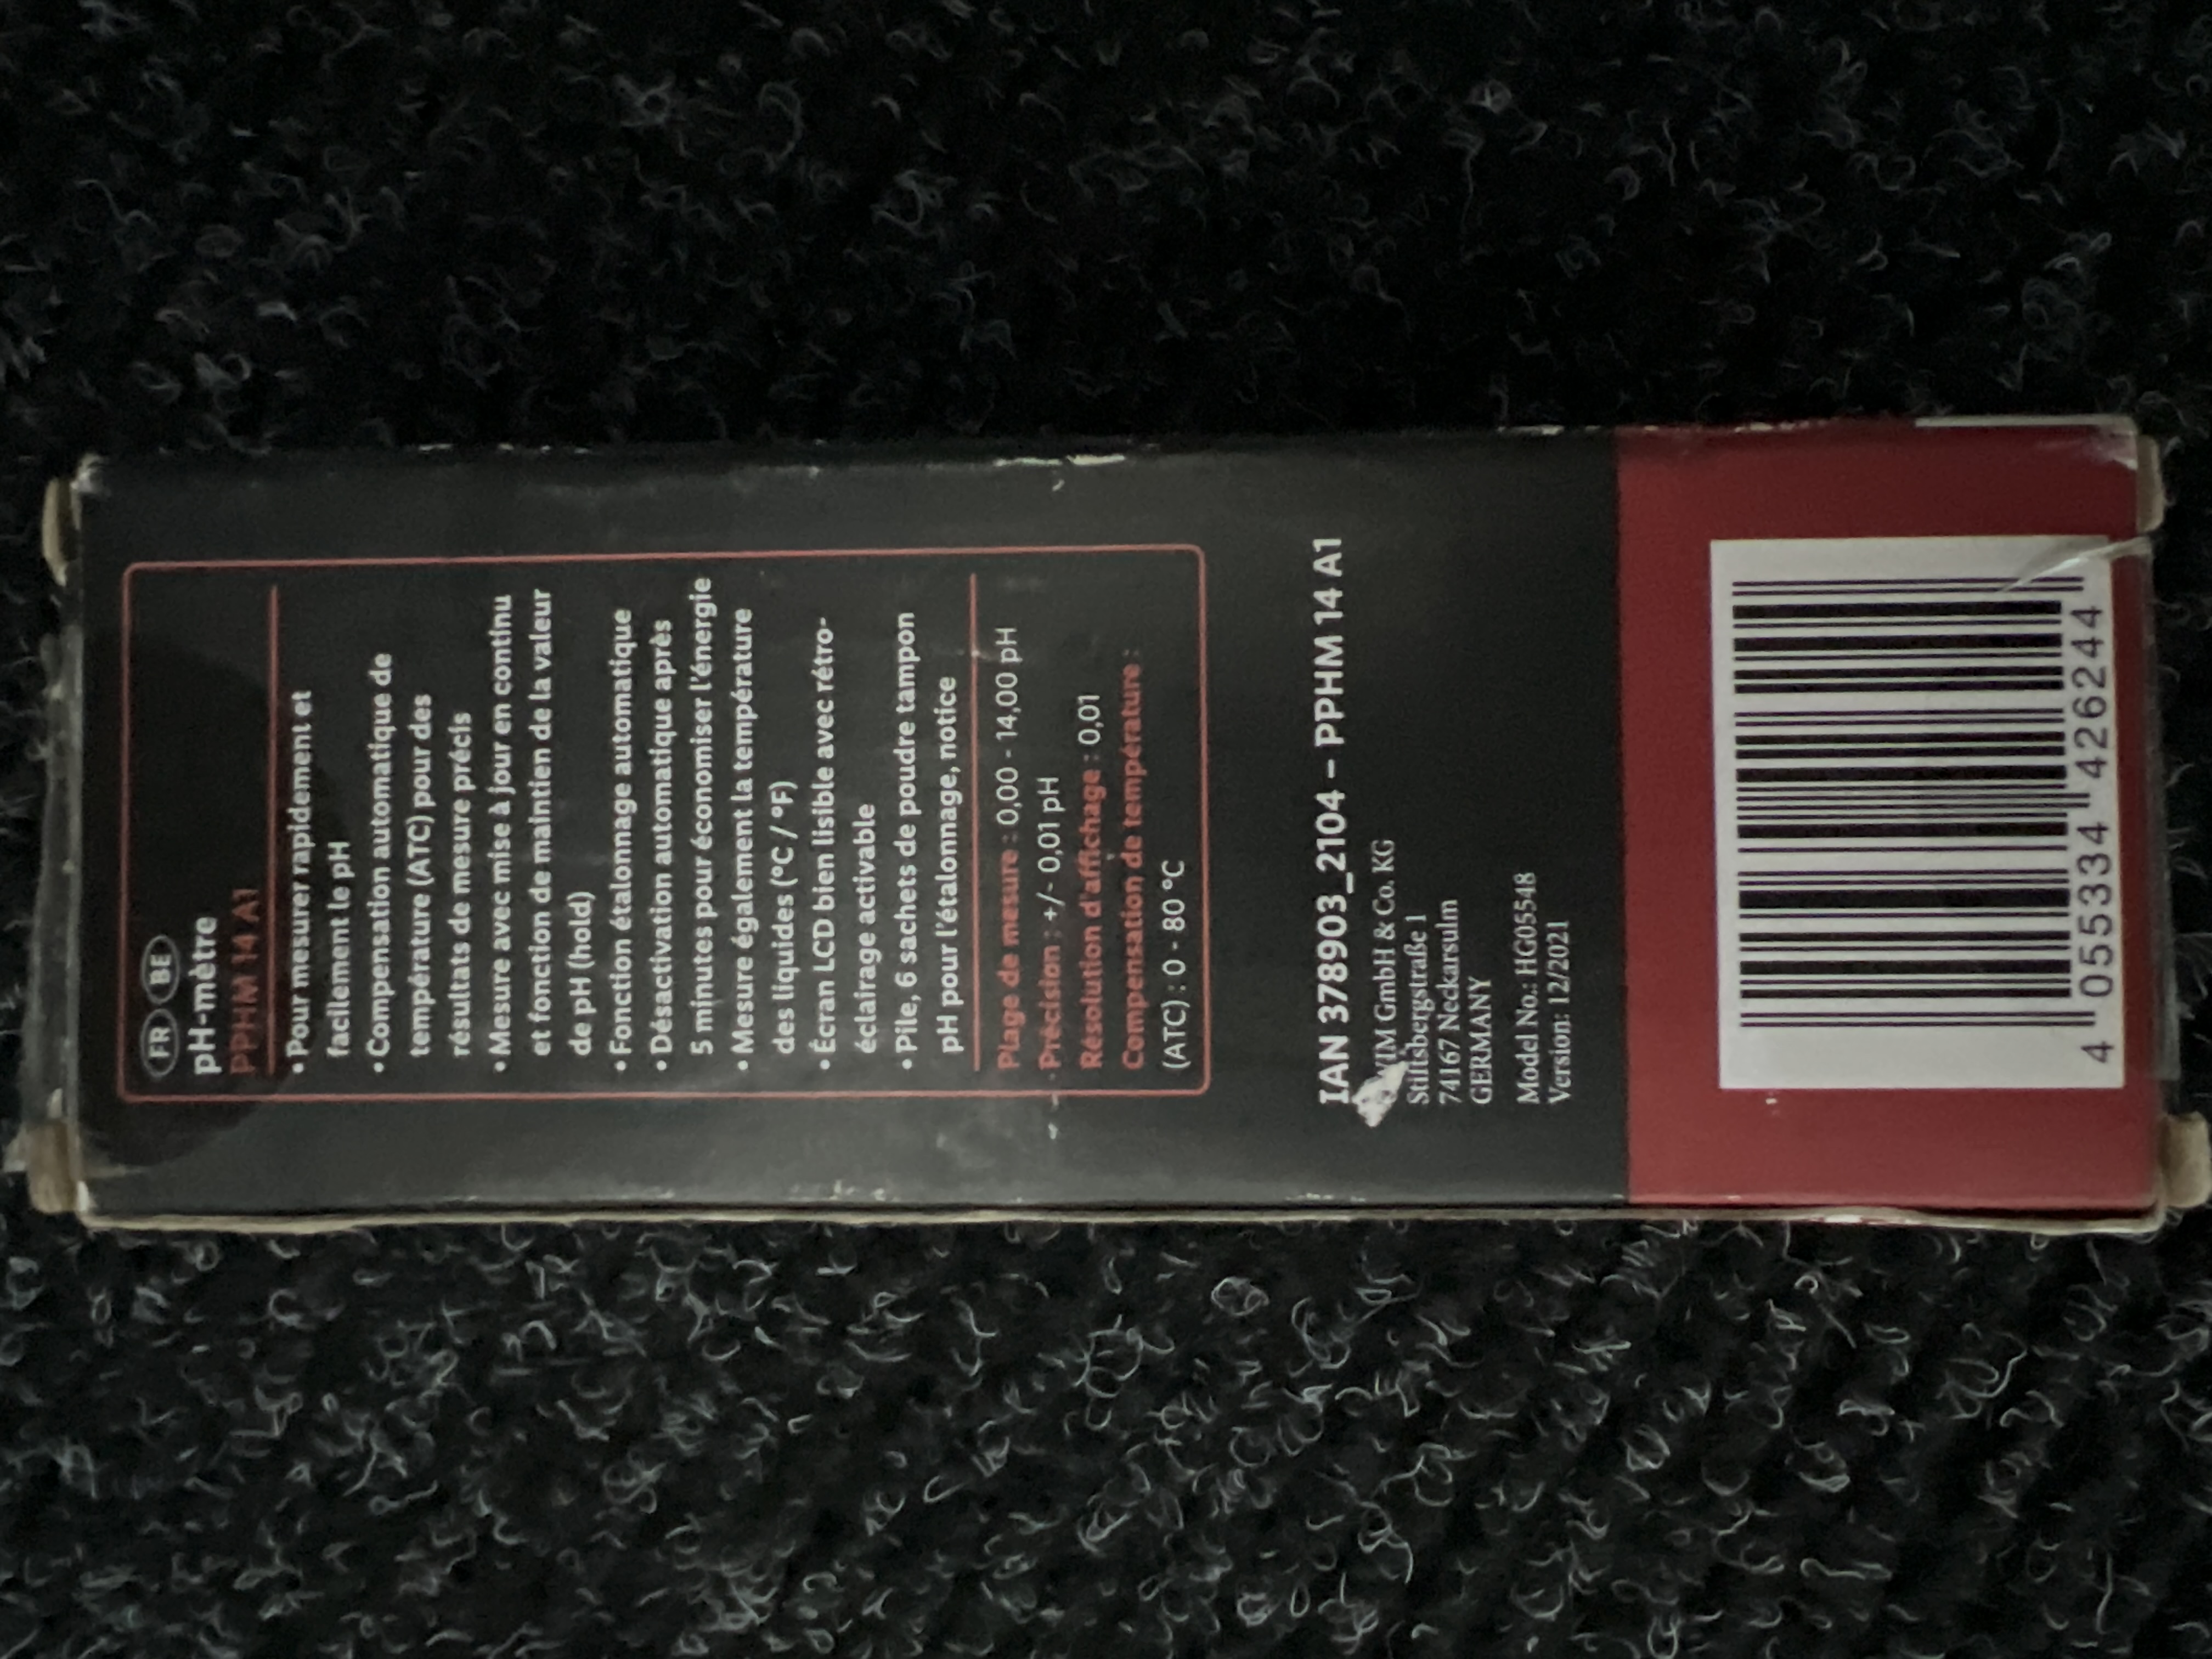 FR BE
pH-mètre
PPHM 14 A1
• Pour mesurer rapidement et
facilement le pH
• Compensation automatique de
température (ATC) pour des
résultats de mesure précis
• Mesure avec mise à jour en continu
et fonction de maintien de la valeur
de pH (hold)
• Fonction étalonnage automatique
• Désactivation automatique après
5 minutes pour économiser l'énergie
• Mesure également la température
des liquides (°C / °F)
• Écran LCD bien lisible avec rétro-
éclairage activable
• Pile, 6 sachets de poudre tampon
pH pour l'étalonnage, notice
Plage de mesure : 0,00 - 14,00 pH
Précision : +/- 0,01 pH
Résolution d'affichage : 0,01
Compensation de température :
(ATC) : 0 - 80 °C
IAN 378903_2104 – PPHM 14 A1
GmbH & Co. KG
Stiftsbergstraße 1
74167 Neckarsulm
GERMANY
Model No.: HG05548
Version: 12/2021
4 055334 426244